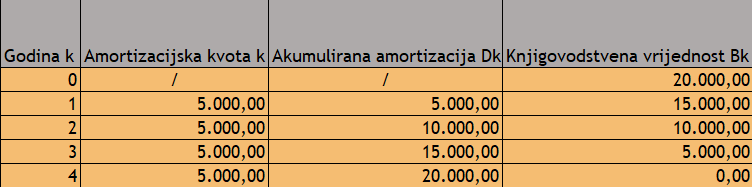 Godina k Amortizacijska kvota k Akumulirana amortizacija Dk Knjigovodstvena vrijednost Bk
0 / / 20.000,00
1 5.000,00 5.000,00 15.000,00
2 5.000,00 10.000,00 10.000,00
3 5.000,00 15.000,00 5.000,00
4 5.000,00 20.000,00 0,00